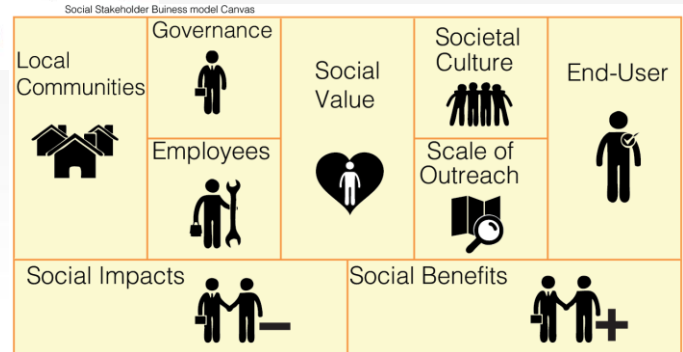 Social Stakeholder Buiness model Canvas
Local
Communities
Governance
Employees
Social
Value
Societal
Culture
Scale of
Outreach
End-User
Social Impacts
Social Benefits